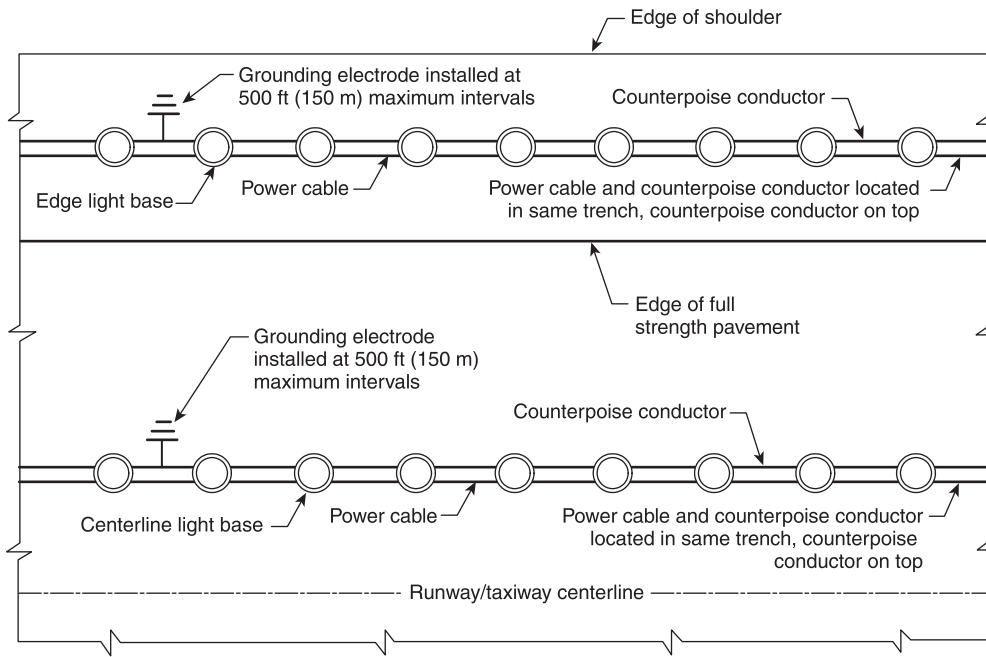 Edge of shoulder
Grounding electrode installed at
500 ft (150 m) maximum intervals
Counterpoise conductor
Edge light base
Power cable
Power cable and counterpoise conductor located
in same trench, counterpoise conductor on top
Edge of full
strength pavement
Grounding electrode
installed at 500 ft (150 m)
maximum intervals
Counterpoise conductor
Centerline light base
Power cable
Power cable and counterpoise conductor
located in same trench, counterpoise
conductor on top
Runway/taxiway centerline